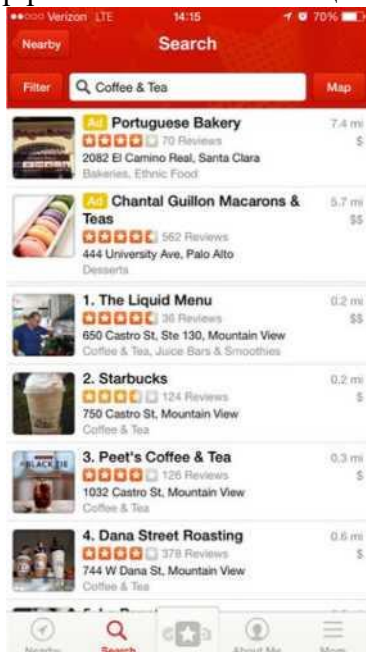 Verizon LTE 14:15 70%
Nearby Search
Filter Coffee & Tea Map
Ad Portuguese Bakery 7.4 mi
70 Reviews $
2082 El Camino Real, Santa Clara
Bakeries, Ethnic Food
Ad Chantal Guillon Macarons & 5.7 mi
Teas $$
562 Reviews
444 University Ave, Palo Alto
Desserts
1. The Liquid Menu 0.2 mi
36 Reviews $$
650 Castro St, Ste 130, Mountain View
Coffee & Tea, Juice Bars & Smoothies
2. Starbucks 0.2 mi
124 Reviews $
750 Castro St, Mountain View
Coffee & Tea
3. Peet's Coffee & Tea 0.3 mi
126 Reviews $
1032 Castro St, Mountain View
Coffee & Tea
BLACK TIE
4. Dana Street Roasting 0.6 mi
378 Reviews $
744 W Dana St, Mountain View
Coffee & Tea
Nearby Search About Me More